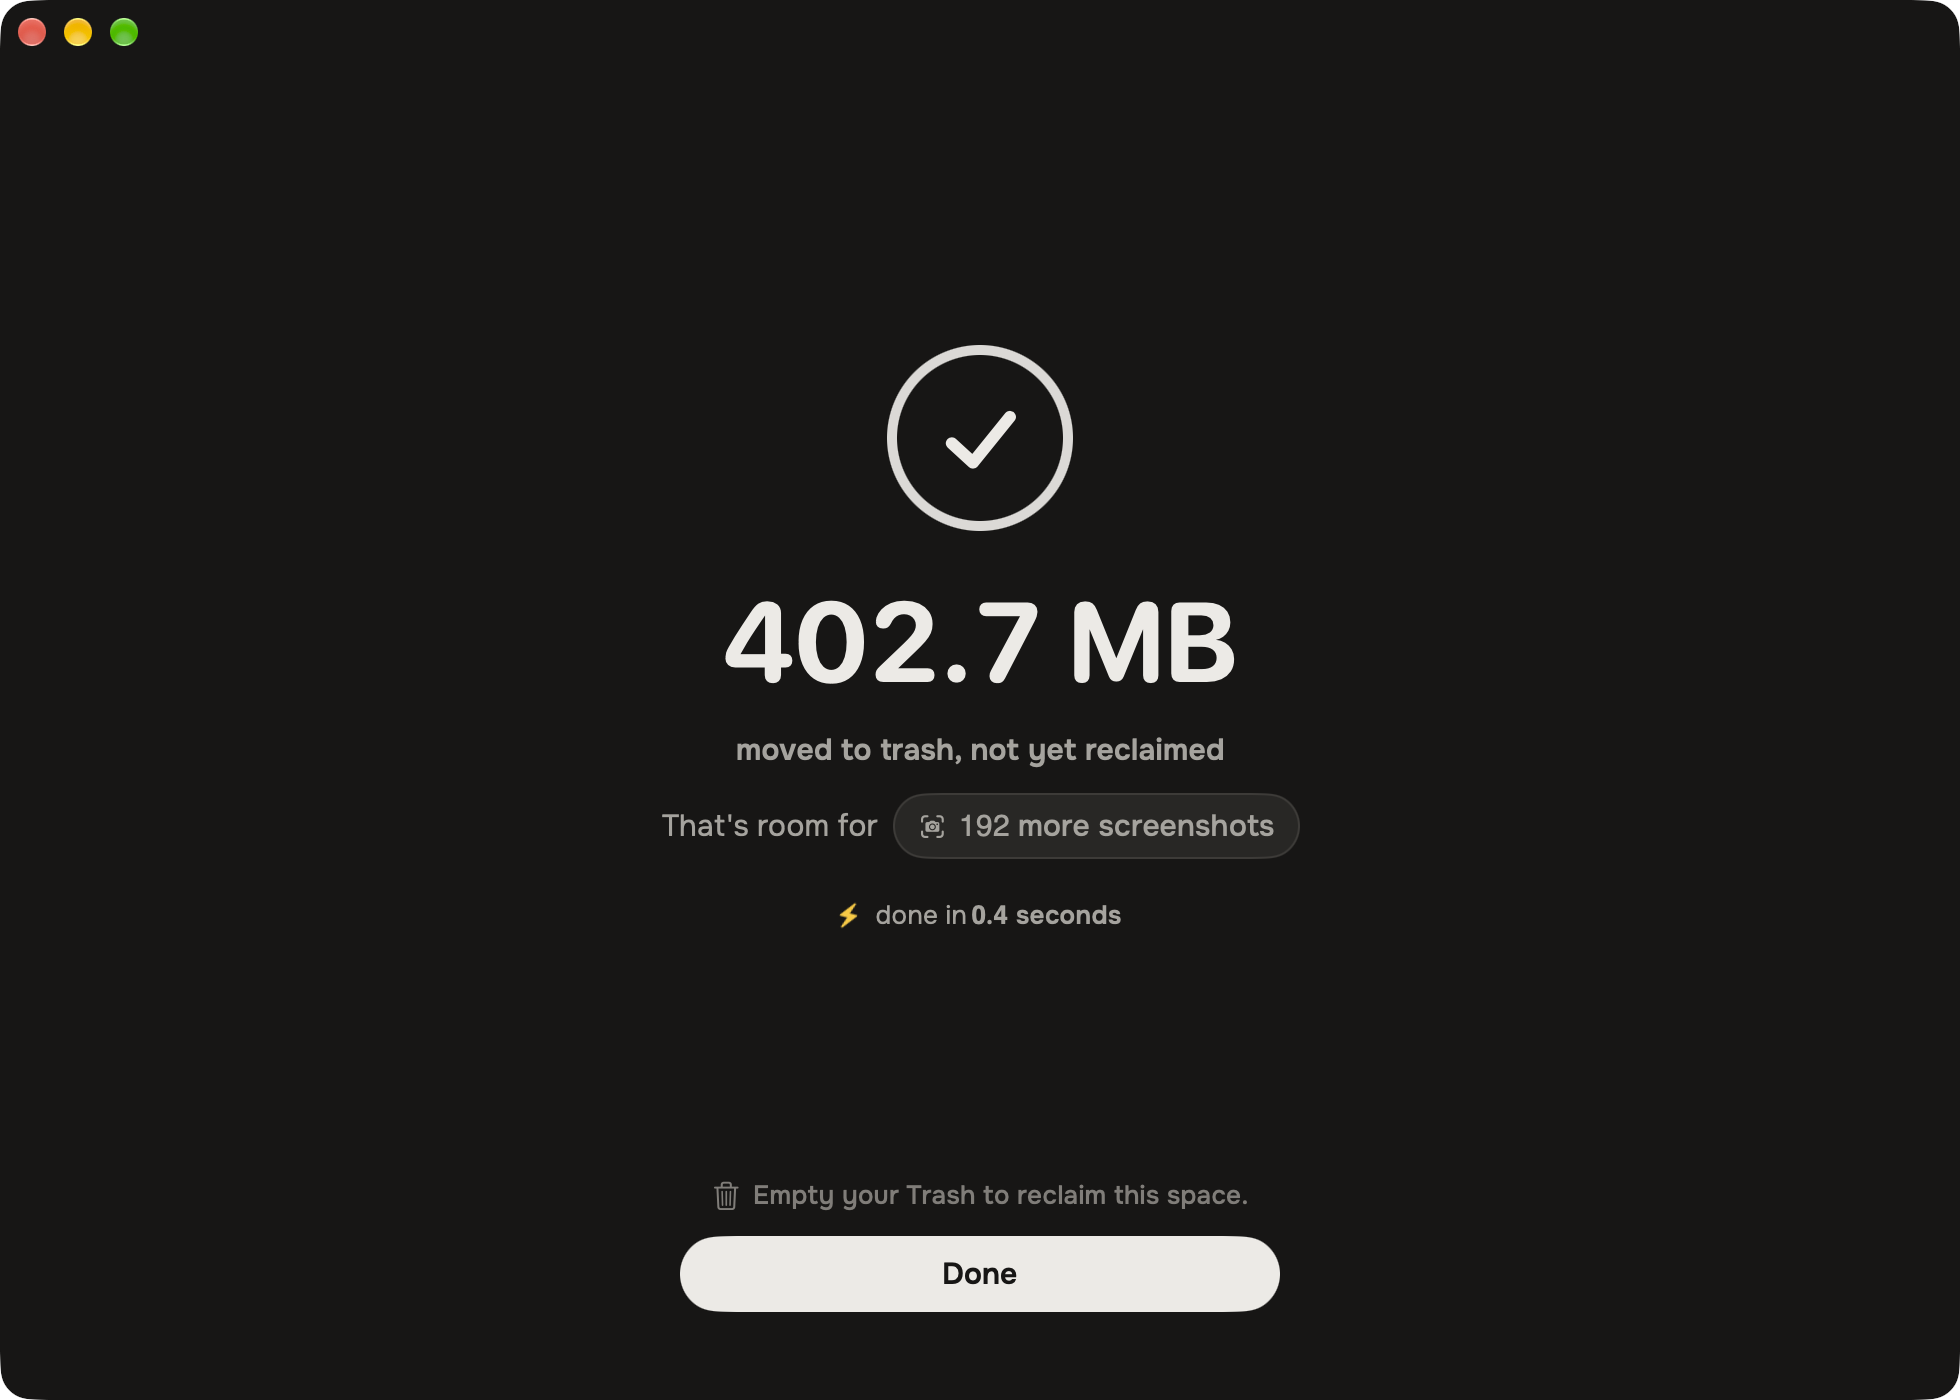 402.7 MB
moved to trash, not yet reclaimed
That's room for 192 more screenshots
⚡ done in 0.4 seconds
Empty your Trash to reclaim this space.
Done